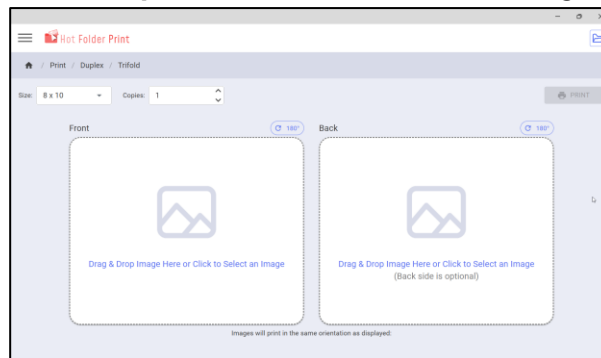 Hot Folder Print
/ Print / Duplex / Trifold
Size: 8 x 10 Copies: 1 PRINT
Front 180° Back 180°
Drag & Drop Image Here or Click to Select an Image
Drag & Drop Image Here or Click to Select an Image
(Back side is optional)
Images will print in the same orientation as displayed.